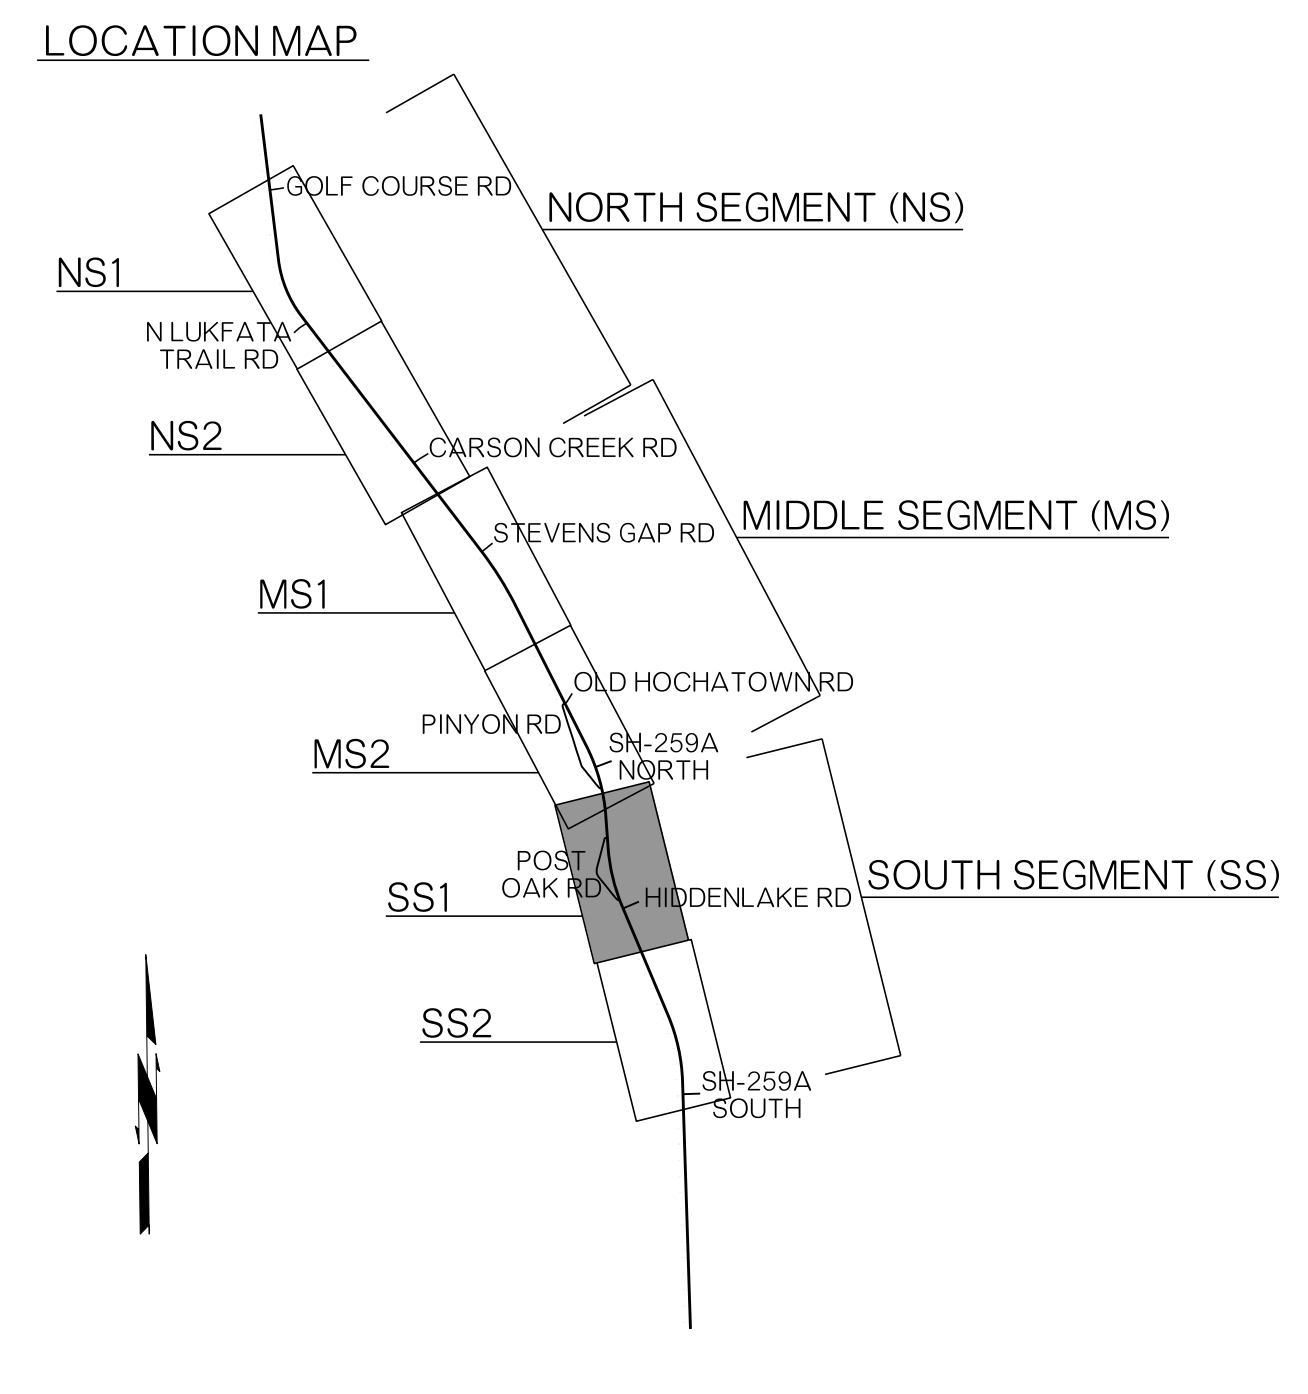 LOCATION MAP
GOLF COURSE RD
NORTH SEGMENT (NS)
NS1
N LUKFATA
TRAIL RD
NS2
CARSON CREEK RD
STEVENS GAP RD
MIDDLE SEGMENT (MS)
MS1
OLD HOCHATOWN RD
PINYON RD
SH-259A
NORTH
MS2
POST
OAK RD
SOUTH SEGMENT (SS)
SS1
HIDDENLAKE RD
SS2
SH-259A
SOUTH
N